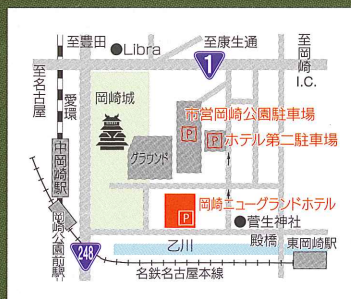 至豊田
●Libra
至康生通
至岡崎I.C.
1
至名古屋
愛環
岡崎城
市営岡崎公園駐車場
P
P
ホテル第二駐車場
グラウンド
中岡崎駅
岡崎ニューグランドホテル
P
●菅生神社
岡崎公園前駅
殿橋
東岡崎駅
248
乙川
名鉄名古屋本線